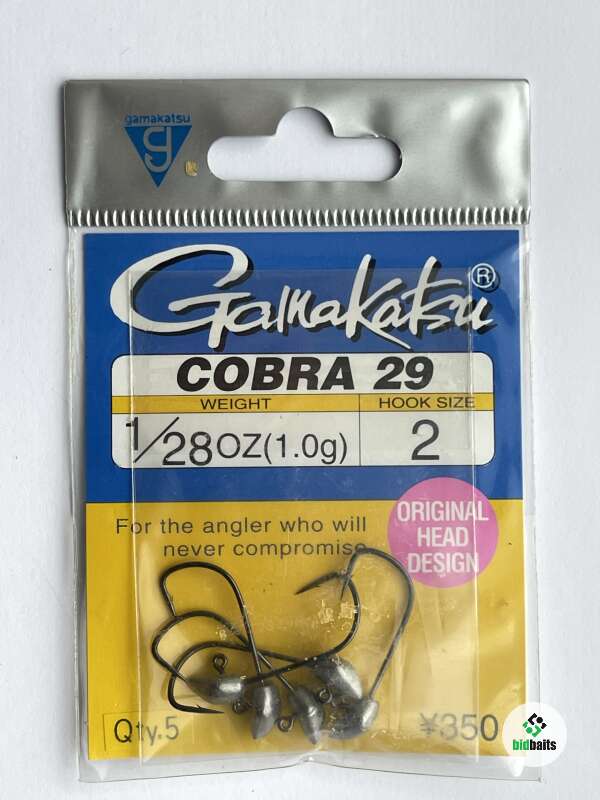 gamakatsu
g
Gamakatsu®
COBRA 29
WEIGHT HOOK SIZE
1/28OZ(1.0g) 2
ORIGINAL
HEAD
DESIGN
For the angler who will
never compromise
Qty.5 ¥350
bidbaits